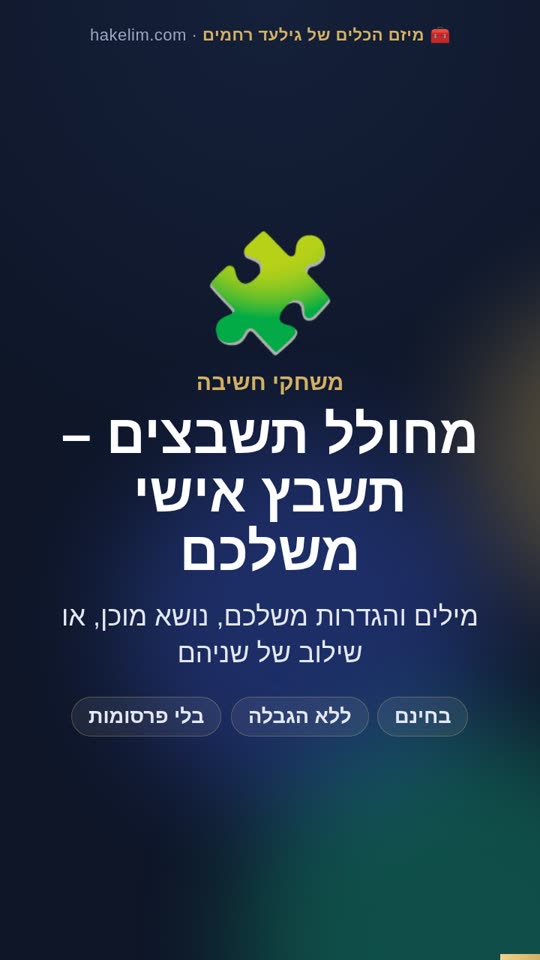 🧰 מיזם הכלים של גילעד רחמים · hakelim.com
משחקי חשיבה
מחולל תשבצים –
תשבץ אישי
משלכם
מילים והגדרות משלכם, נושא מוכן, או
שילוב של שניהם
בחינם
ללא הגבלה
בלי פרסומות